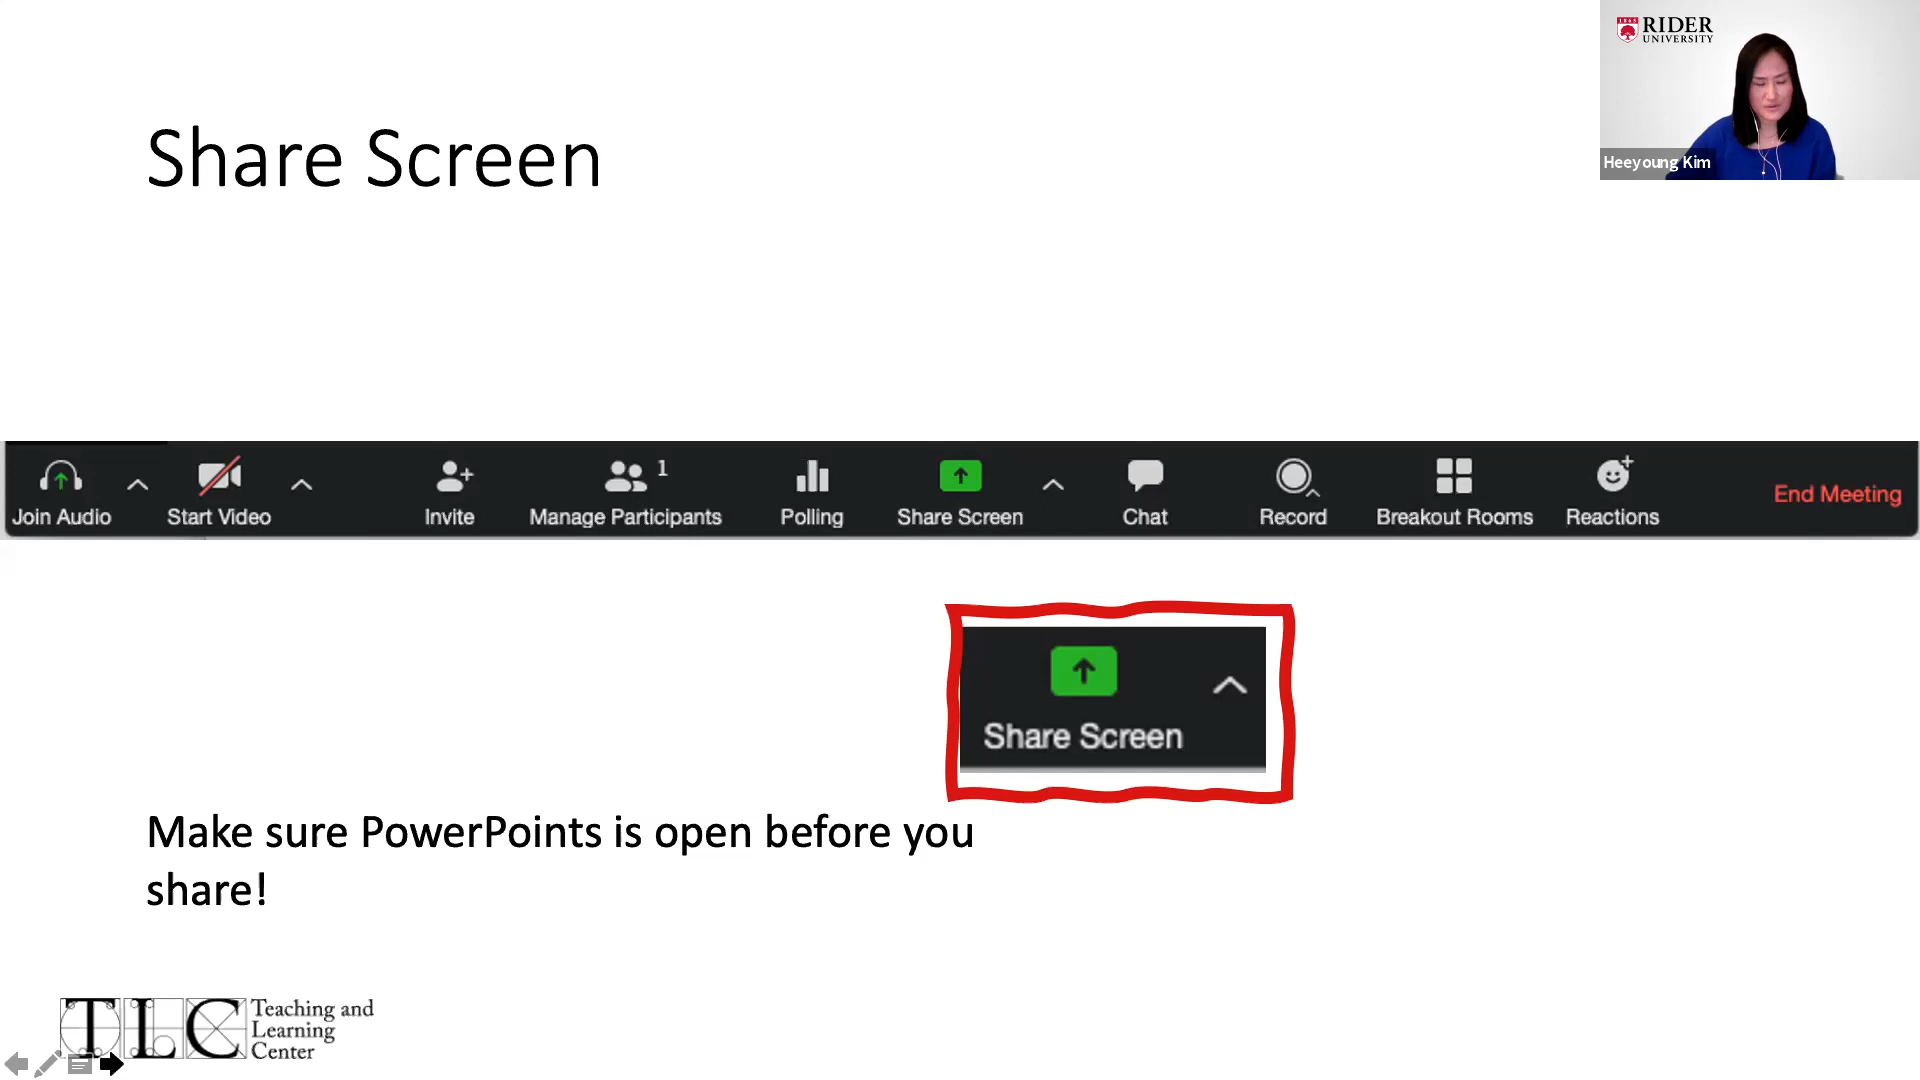 1865
RIDER
UNIVERSITY
Heeyoung Kim
Share Screen
1
Join Audio Start Video Invite Manage Participants Polling Share Screen Chat Record Breakout Rooms Reactions End Meeting
Share Screen
Make sure PowerPoints is open before you
share!
TLC
Teaching and
Learning
Center